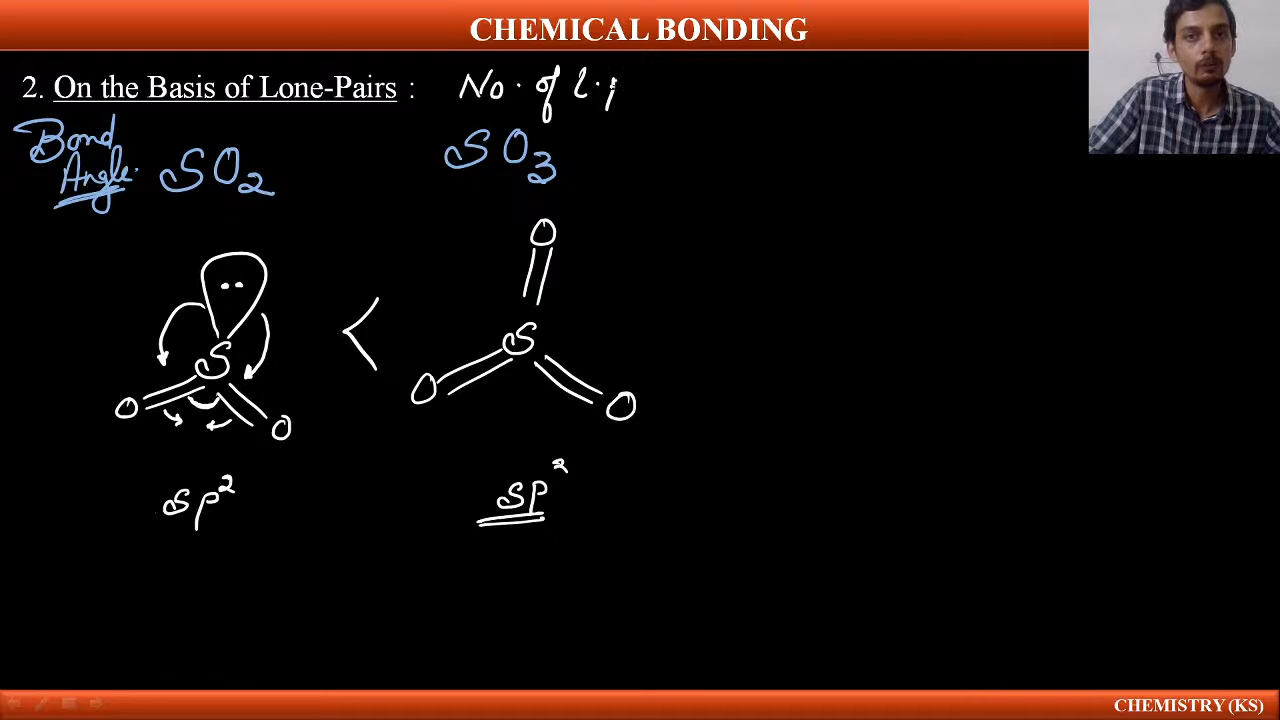 CHEMICAL BONDING
2. On the Basis of Lone-Pairs : No. of l.p
Bond
Angle. SO2 SO3
O
S S
O O O O
<
sp2 sp2
CHEMISTRY (KS)